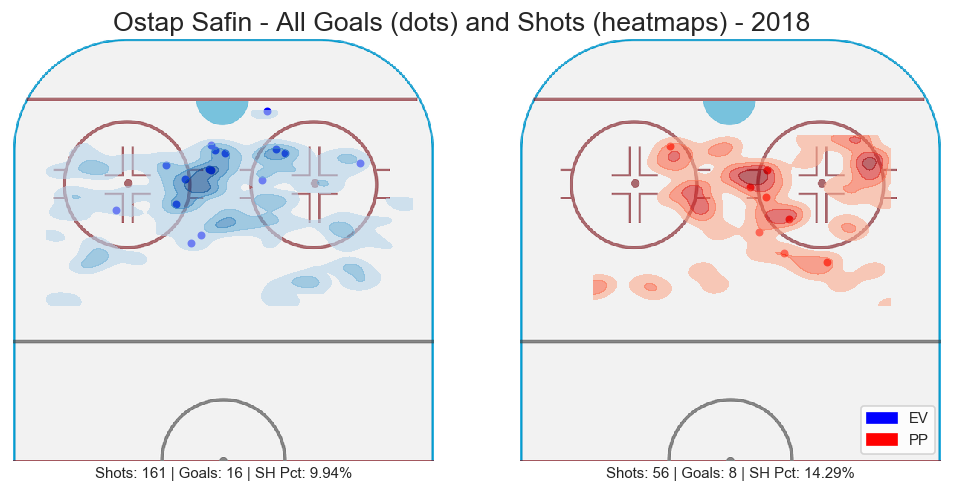 Ostap Safin - All Goals (dots) and Shots (heatmaps) - 2018
EV
PP
Shots: 161 | Goals: 16 | SH Pct: 9.94%
Shots: 56 | Goals: 8 | SH Pct: 14.29%